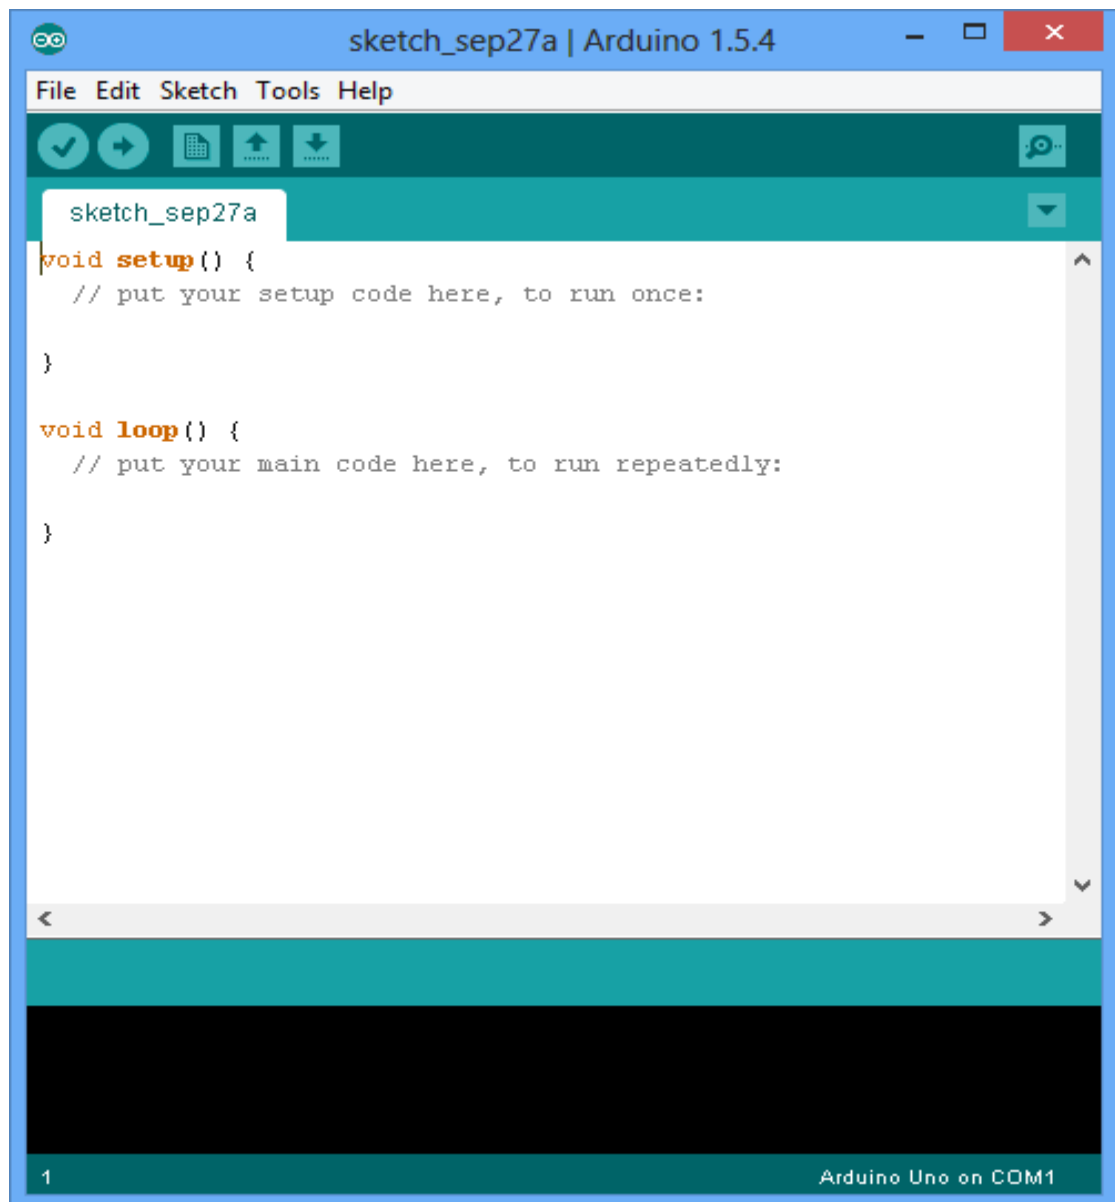 sketch_sep27a | Arduino 1.5.4
File Edit Sketch Tools Help
sketch_sep27a
void setup() {
  // put your setup code here, to run once:
}
void loop() {
  // put your main code here, to run repeatedly:
}
1 Arduino Uno on COM1